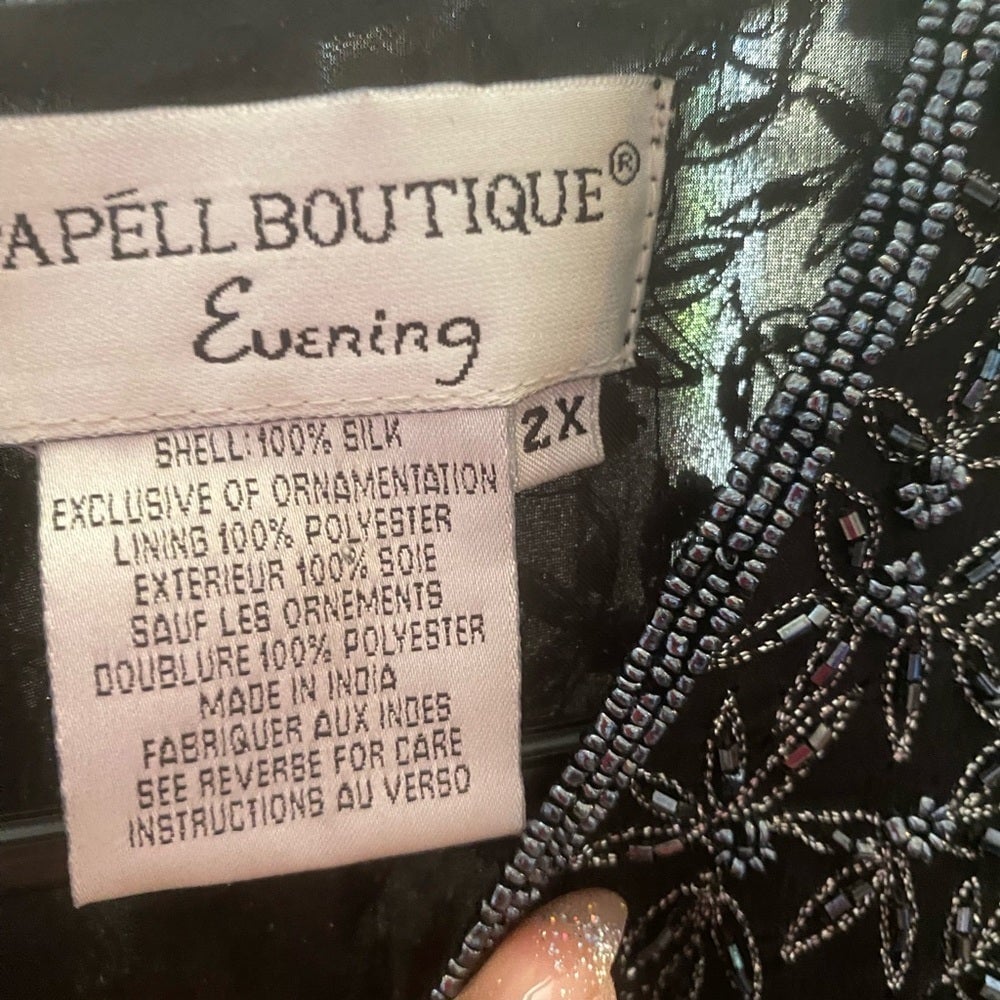 PAPÉLL BOUTIQUE®
Evening
2X
SHELL: 100% SILK
EXCLUSIVE OF ORNAMENTATION
LINING 100% POLYESTER
EXTERIEUR 100% SOIE
SAUF LES ORNEMENTS
DOUBLURE 100% POLYESTER
MADE IN INDIA
FABRIQUER AUX INDES
SEE REVERSE FOR CARE
INSTRUCTIONS AU VERSO